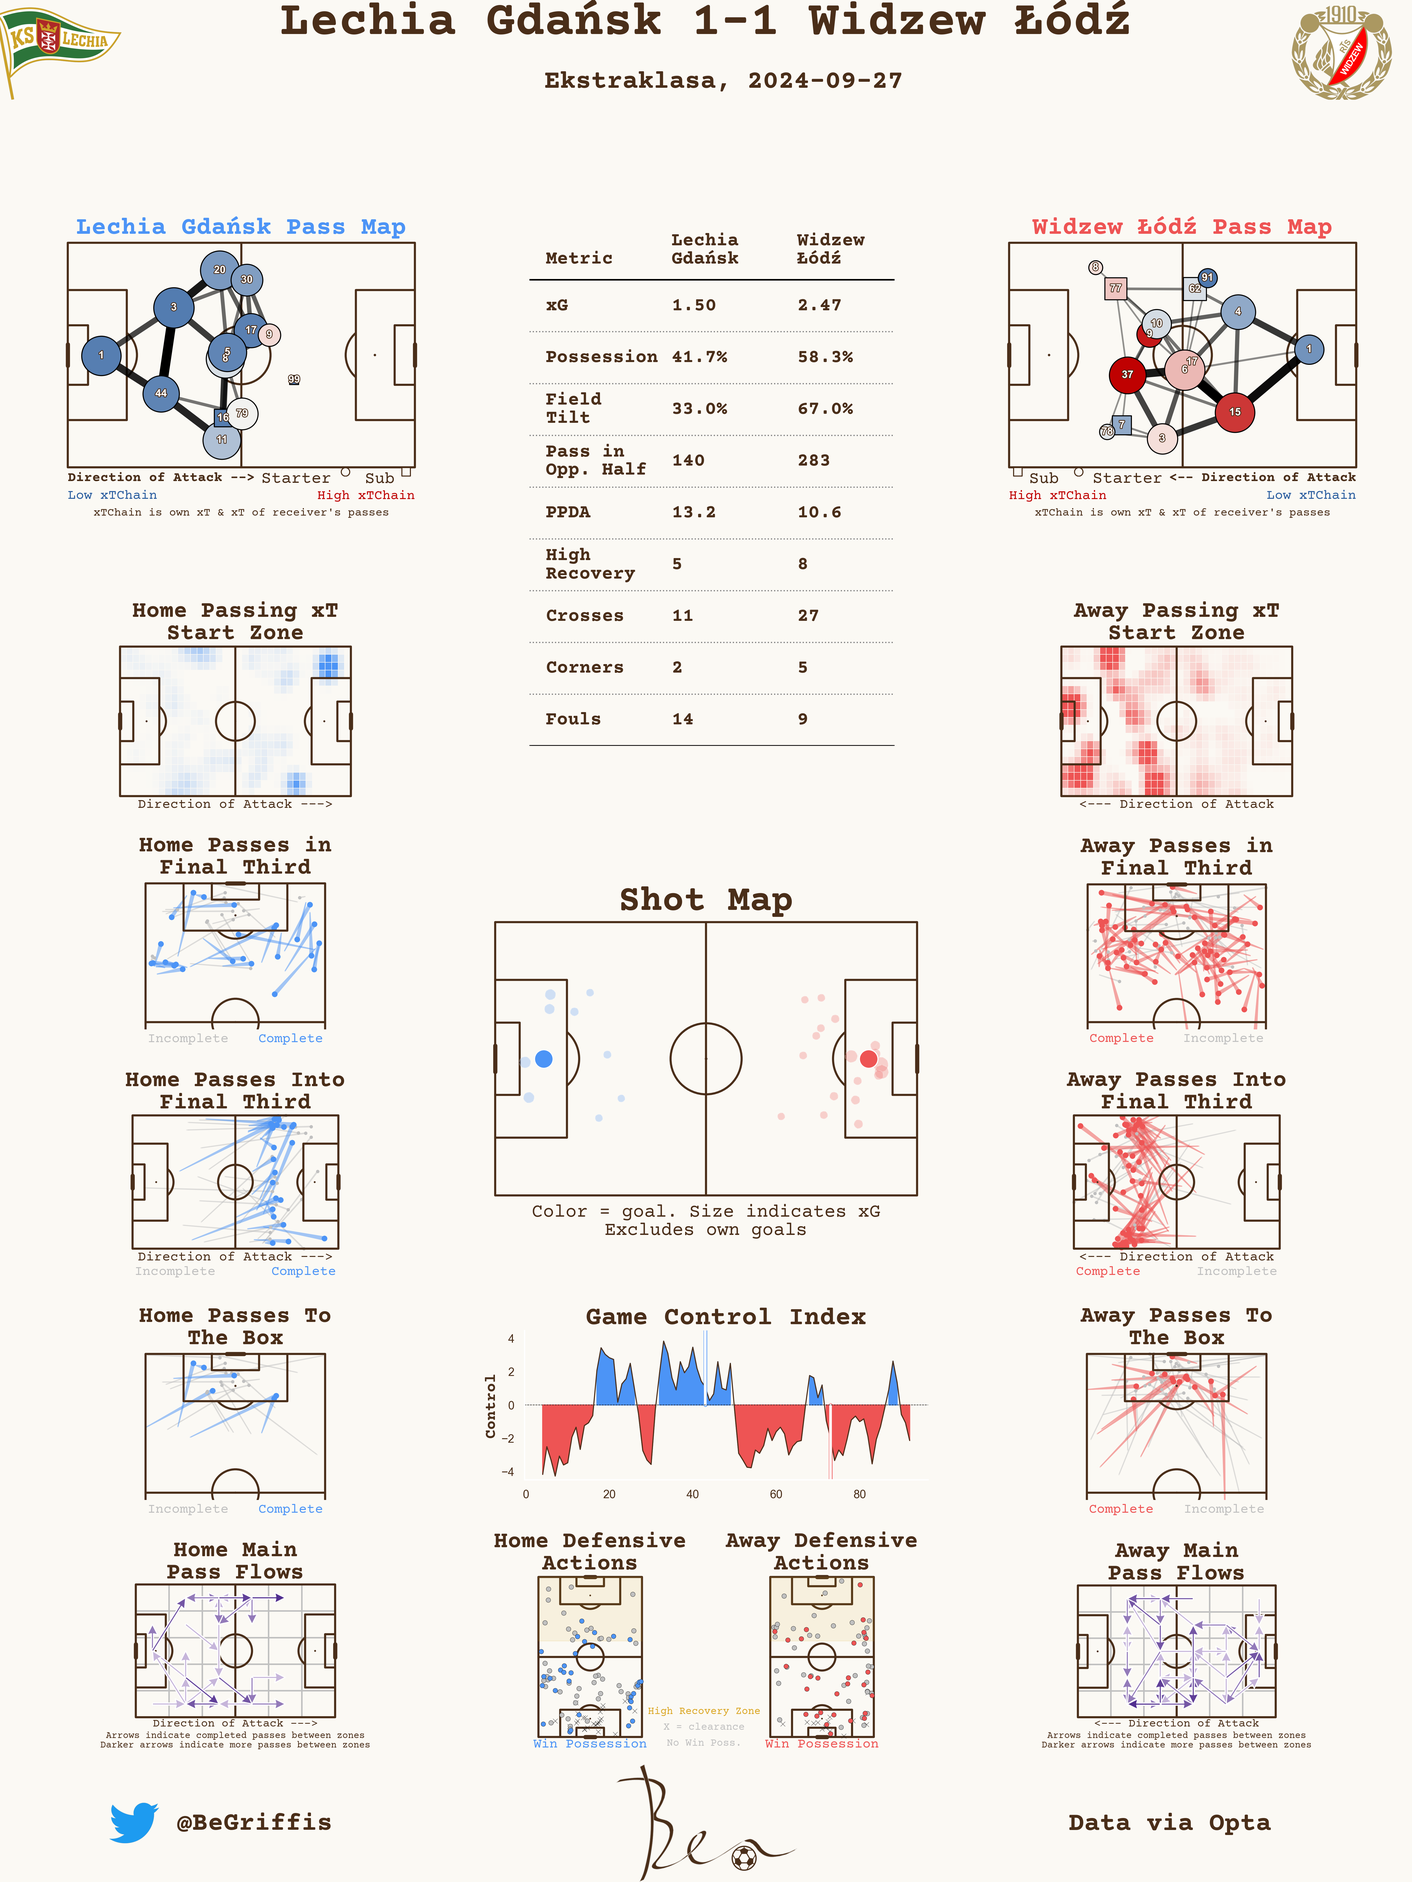 Lechia Gdańsk 1-1 Widzew Łódź
Ekstraklasa, 2024-09-27
KS LECHIA
1910
RTS
WIDZEW
Lechia Gdańsk Pass Map
20
30
3
17
9
5
8
1
99
44
16
79
11
Direction of Attack --> Starter Sub
Low xTChain High xTChain
xTChain is own xT & xT of receiver's passes
Metric Lechia Gdańsk Widzew Łódź
xG 1.50 2.47
Possession 41.7% 58.3%
Field Tilt 33.0% 67.0%
Pass in Opp. Half 140 283
PPDA 13.2 10.6
High Recovery 5 8
Crosses 11 27
Corners 2 5
Fouls 14 9
Widzew Łódź Pass Map
8
77
62
91
4
10
9
1
17
6
37
15
7
78
3
Sub Starter <-- Direction of Attack
High xTChain Low xTChain
xTChain is own xT & xT of receiver's passes
Home Passing xT
Start Zone
Direction of Attack --->
Away Passing xT
Start Zone
<--- Direction of Attack
Home Passes in
Final Third
Incomplete Complete
Away Passes in
Final Third
Complete Incomplete
Shot Map
Color = goal. Size indicates xG
Excludes own goals
Home Passes Into
Final Third
Direction of Attack --->
Incomplete Complete
Away Passes Into
Final Third
<--- Direction of Attack
Complete Incomplete
Home Passes To
The Box
Incomplete Complete
Game Control Index
Control
4
2
0
−2
−4
0 20 40 60 80
Away Passes To
The Box
Complete Incomplete
Home Main
Pass Flows
Direction of Attack --->
Arrows indicate completed passes between zones
Darker arrows indicate more passes between zones
Home Defensive
Actions
Win Possession
Away Defensive
Actions
Win Possession
High Recovery Zone
X = clearance
No Win Poss.
Away Main
Pass Flows
<--- Direction of Attack
Arrows indicate completed passes between zones
Darker arrows indicate more passes between zones
@BeGriffis
Ben
Data via Opta